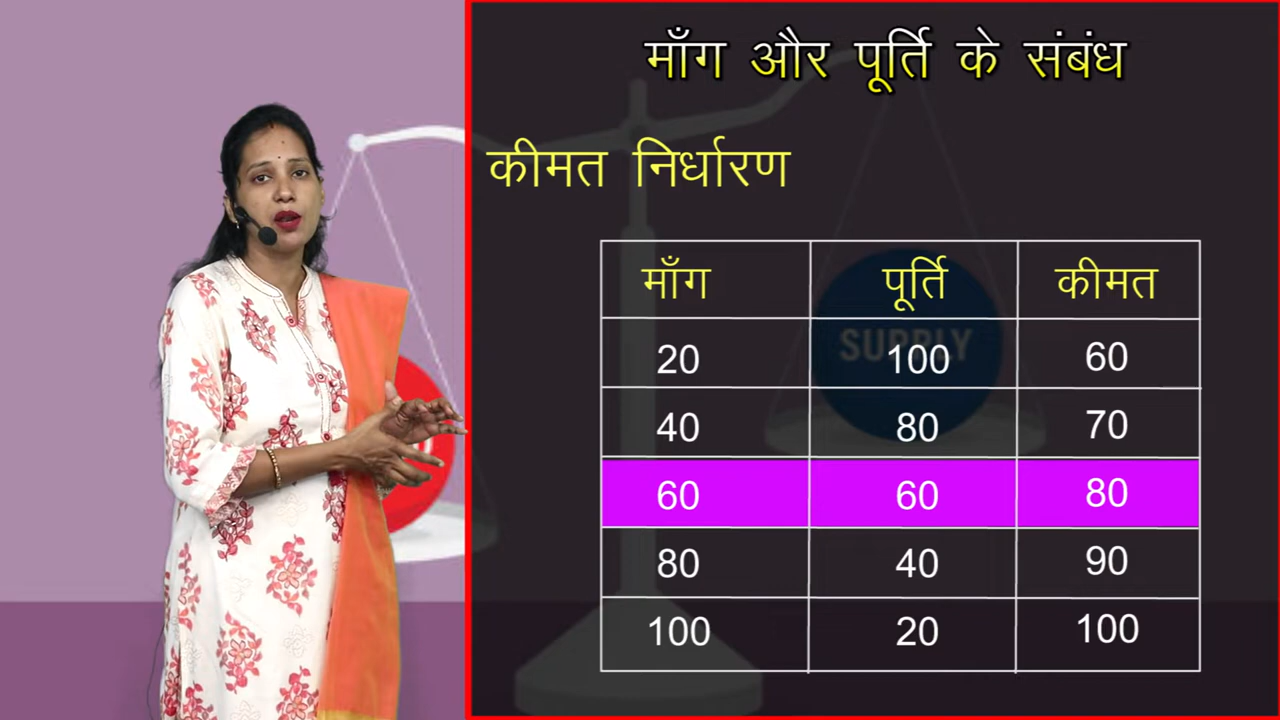 माँग और पूर्ति के संबंध
कीमत निर्धारण
माँग पूर्ति कीमत
SUPPLY
20 100 60
40 80 70
60 60 80
80 40 90
100 20 100